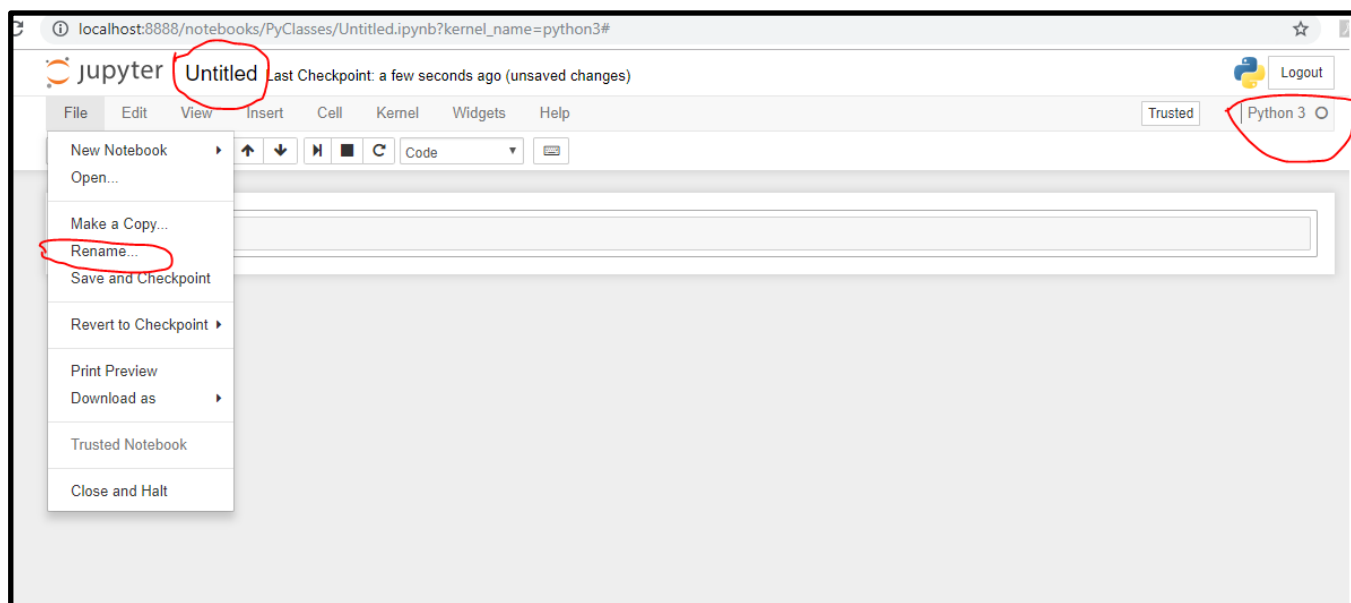 localhost:8888/notebooks/PyClasses/Untitled.ipynb?kernel_name=python3#
jupyter Untitled Last Checkpoint: a few seconds ago (unsaved changes) Logout
File Edit View Insert Cell Kernel Widgets Help Trusted Python 3
New Notebook Code
Open...
Make a Copy...
Rename...
Save and Checkpoint
Revert to Checkpoint
Print Preview
Download as
Trusted Notebook
Close and Halt